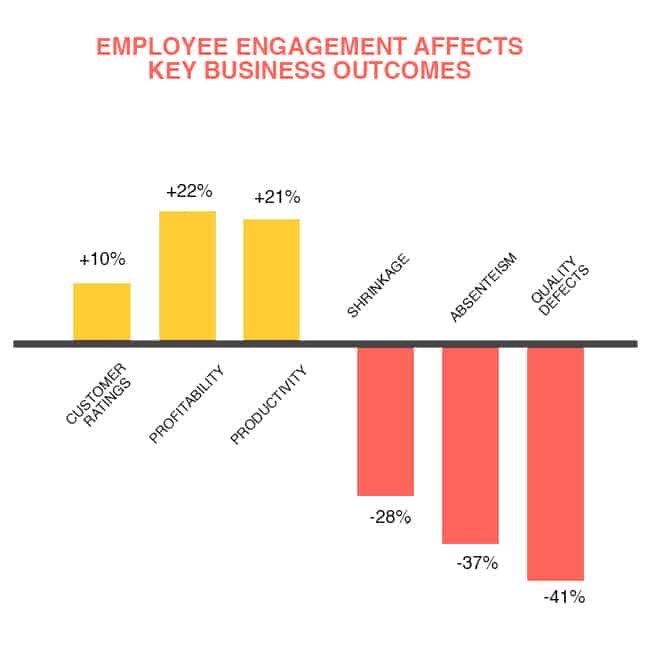 EMPLOYEE ENGAGEMENT AFFECTS
KEY BUSINESS OUTCOMES
+10%
+22%
+21%
CUSTOMER
RATINGS
PROFITABILITY
PRODUCTIVITY
SHRINKAGE
ABSENTEISM
QUALITY
DEFECTS
-28%
-37%
-41%